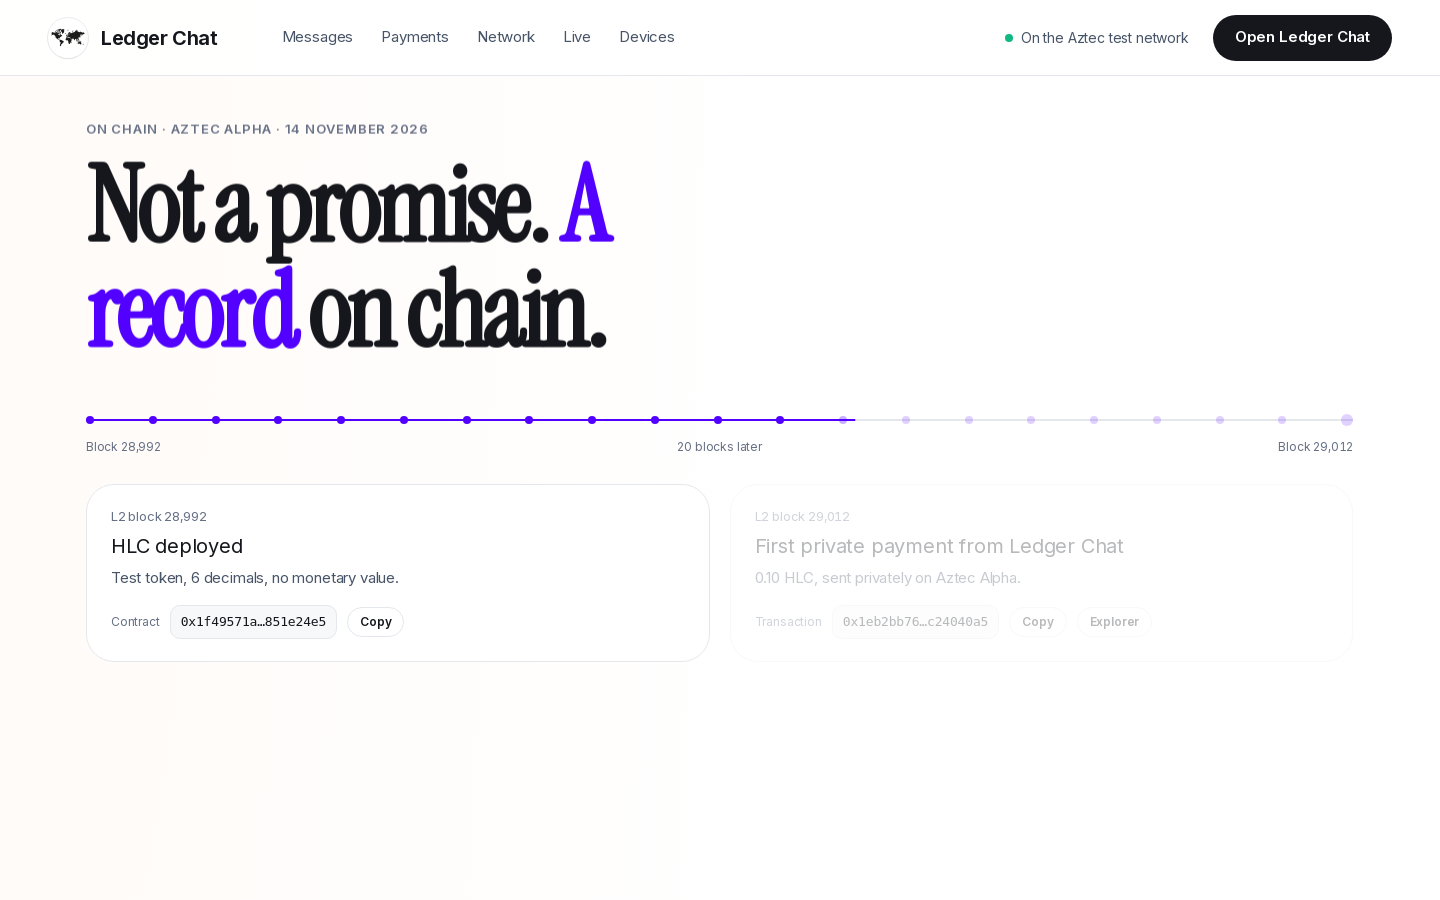 Ledger Chat
Messages
Payments
Network
Live
Devices
On the Aztec test network
Open Ledger Chat
ON CHAIN · AZTEC ALPHA · 14 NOVEMBER 2026
Not a promise. A
record on chain.
Block 28,992
20 blocks later
Block 29,012
L2 block 28,992
HLC deployed
Test token, 6 decimals, no monetary value.
Contract 0x1f49571a…851e24e5 Copy
L2 block 29,012
First private payment from Ledger Chat
0.10 HLC, sent privately on Aztec Alpha.
Transaction 0x1eb2bb76…c24040a5 Copy Explorer